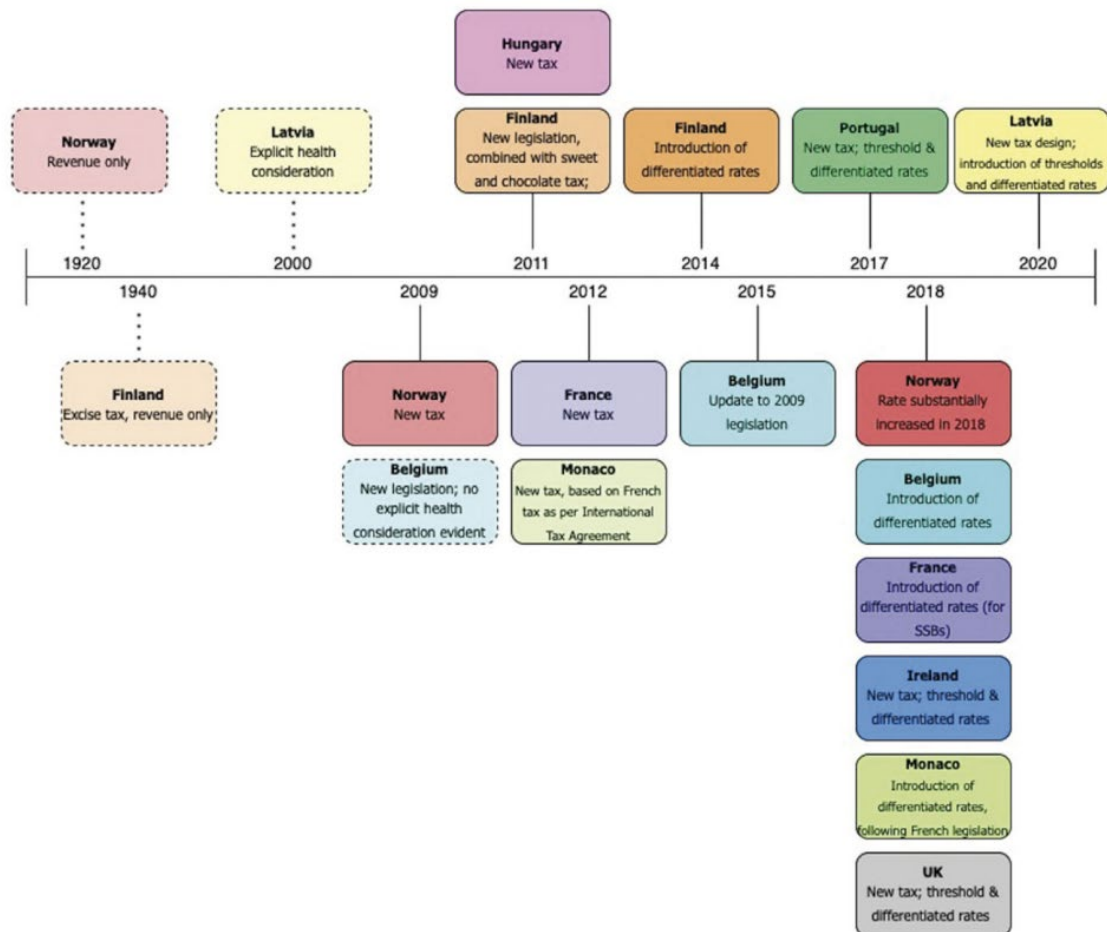 Hungary
New tax
Norway
Revenue only
Latvia
Explicit health
consideration
Finland
New legislation,
combined with sweet
and chocolate tax;
Finland
Introduction of
differentiated rates
Portugal
New tax; threshold &
differentiated rates
Latvia
New tax design;
introduction of thresholds
and differentiated rates
1920
2000
2011
2014
2017
2020
1940
2009
2012
2015
2018
Finland
Excise tax, revenue only
Norway
New tax
France
New tax
Belgium
Update to 2009
legislation
Norway
Rate substantially
increased in 2018
Belgium
New legislation; no
explicit health
consideration evident
Monaco
New tax, based on French
tax as per International
Tax Agreement
Belgium
Introduction of
differentiated rates
France
Introduction of
differentiated rates (for
SSBs)
Ireland
New tax; threshold &
differentiated rates
Monaco
Introduction of
differentiated rates,
following French legislation
UK
New tax; threshold &
differentiated rates